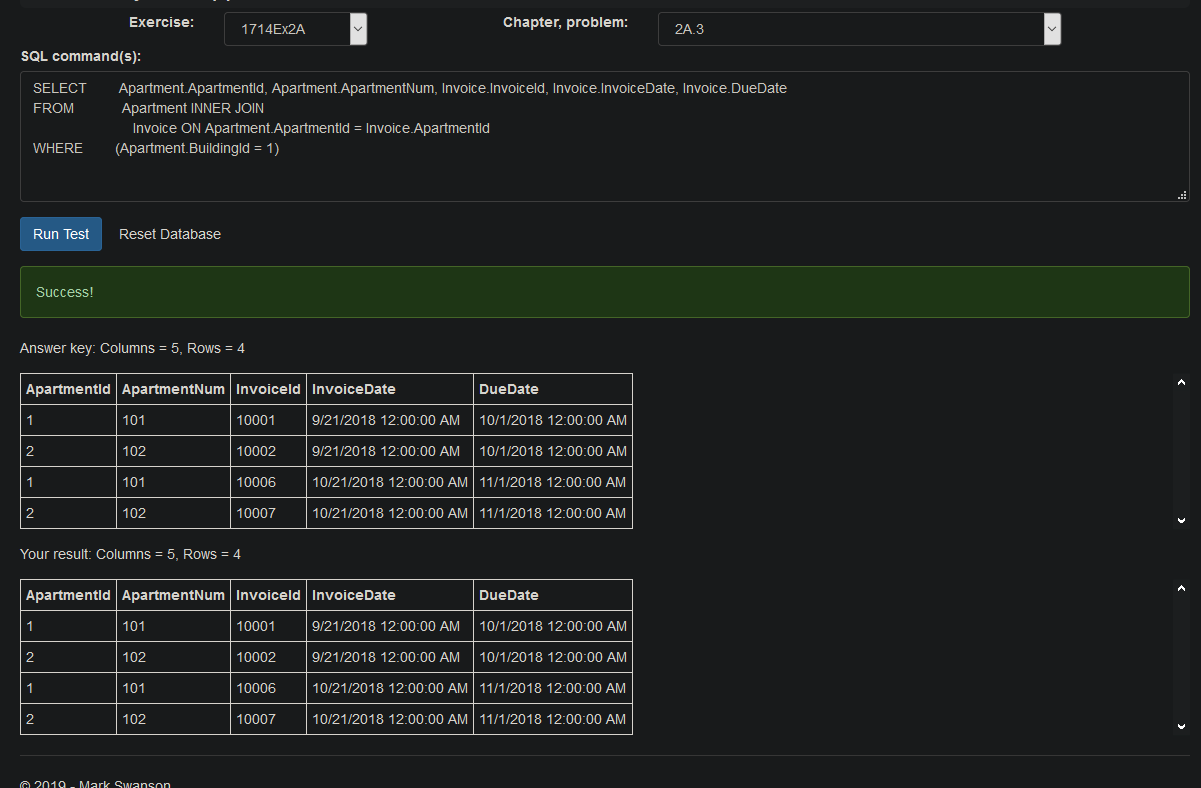 Exercise: 1714Ex2A Chapter, problem: 2A.3
SQL command(s):
SELECT Apartment.ApartmentId, Apartment.ApartmentNum, Invoice.InvoiceId, Invoice.InvoiceDate, Invoice.DueDate
FROM Apartment INNER JOIN
Invoice ON Apartment.ApartmentId = Invoice.ApartmentId
WHERE (Apartment.BuildingId = 1)
Run Test Reset Database
Success!
Answer key: Columns = 5, Rows = 4
ApartmentId ApartmentNum InvoiceId InvoiceDate DueDate
1 101 10001 9/21/2018 12:00:00 AM 10/1/2018 12:00:00 AM
2 102 10002 9/21/2018 12:00:00 AM 10/1/2018 12:00:00 AM
1 101 10006 10/21/2018 12:00:00 AM 11/1/2018 12:00:00 AM
2 102 10007 10/21/2018 12:00:00 AM 11/1/2018 12:00:00 AM
Your result: Columns = 5, Rows = 4
ApartmentId ApartmentNum InvoiceId InvoiceDate DueDate
1 101 10001 9/21/2018 12:00:00 AM 10/1/2018 12:00:00 AM
2 102 10002 9/21/2018 12:00:00 AM 10/1/2018 12:00:00 AM
1 101 10006 10/21/2018 12:00:00 AM 11/1/2018 12:00:00 AM
2 102 10007 10/21/2018 12:00:00 AM 11/1/2018 12:00:00 AM
© 2019 - Mark Swanson